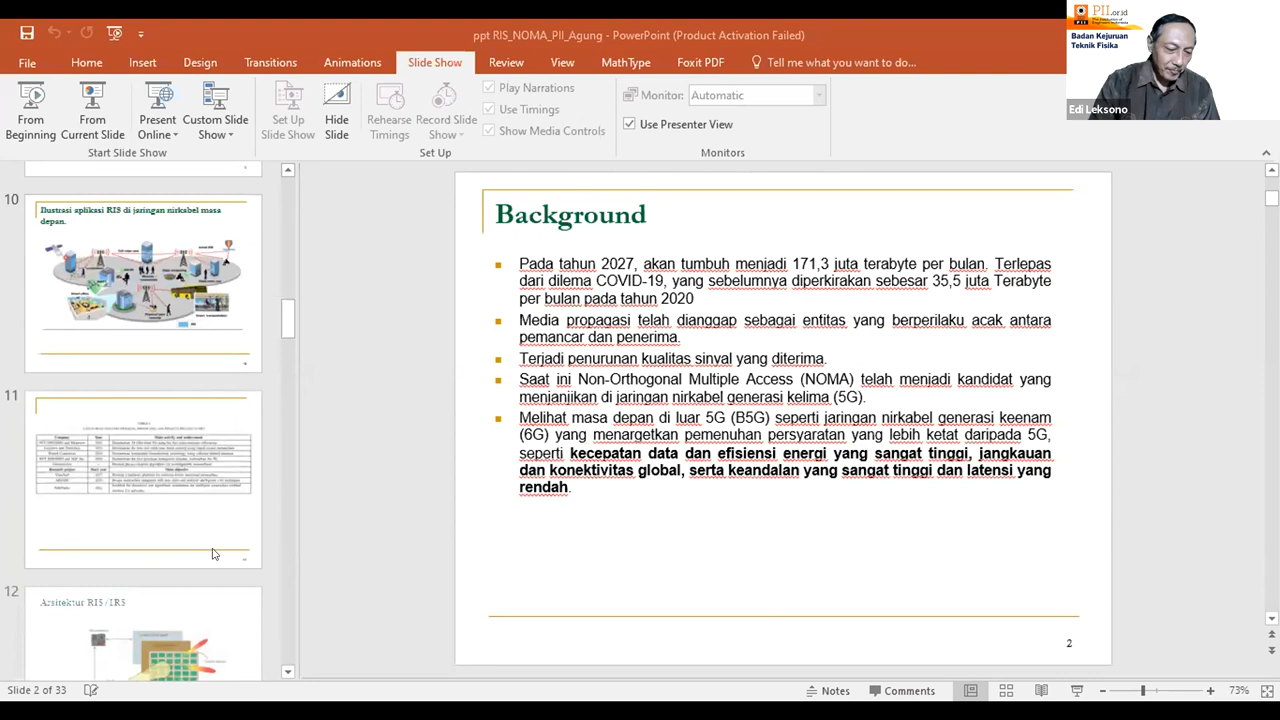 ppt RIS_NOMA_PII_Agung - PowerPoint (Product Activation Failed)
PII.or.id
The Institution of Engineers Indonesia
Badan Kejuruan
Teknik Fisika
Edi Leksono
File Home Insert Design Transitions Animations Slide Show Review View MathType Foxit PDF Tell me what you want to do...
From Beginning
From Current Slide
Present Online
Custom Slide Show
Start Slide Show
Set Up Slide Show
Hide Slide
Rehearse Timings
Record Slide Show
Play Narrations
Use Timings
Show Media Controls
Set Up
Monitor: Automatic
Use Presenter View
Monitors
10
Ilustrasi aplikasi RIS di jaringan nirkabel masa
depan.
11
12
Arsitektur RIS / IRS
Background
Pada tahun 2027, akan tumbuh menjadi 171,3 juta terabyte per bulan. Terlepas
dari dilema COVID-19, yang sebelumnya diperkirakan sebesar 35,5 juta Terabyte
per bulan pada tahun 2020
Media propagasi telah dianggap sebagai entitas yang berperilaku acak antara
pemancar dan penerima.
Terjadi penurunan kualitas sinyal yang diterima.
Saat ini Non-Orthogonal Multiple Access (NOMA) telah menjadi kandidat yang
menjanjikan di jaringan nirkabel generasi kelima (5G).
Melihat masa depan di luar 5G (B5G) seperti jaringan nirkabel generasi keenam
(6G) yang menargetkan pemenuhan persyaratan yang lebih ketat daripada 5G,
seperti kecepatan data dan efisiensi energi yang sangat tinggi, jangkauan
dan konektivitas global, serta keandalan yang sangat tinggi dan latensi yang
rendah.
2
Slide 2 of 33
Notes
Comments
73%